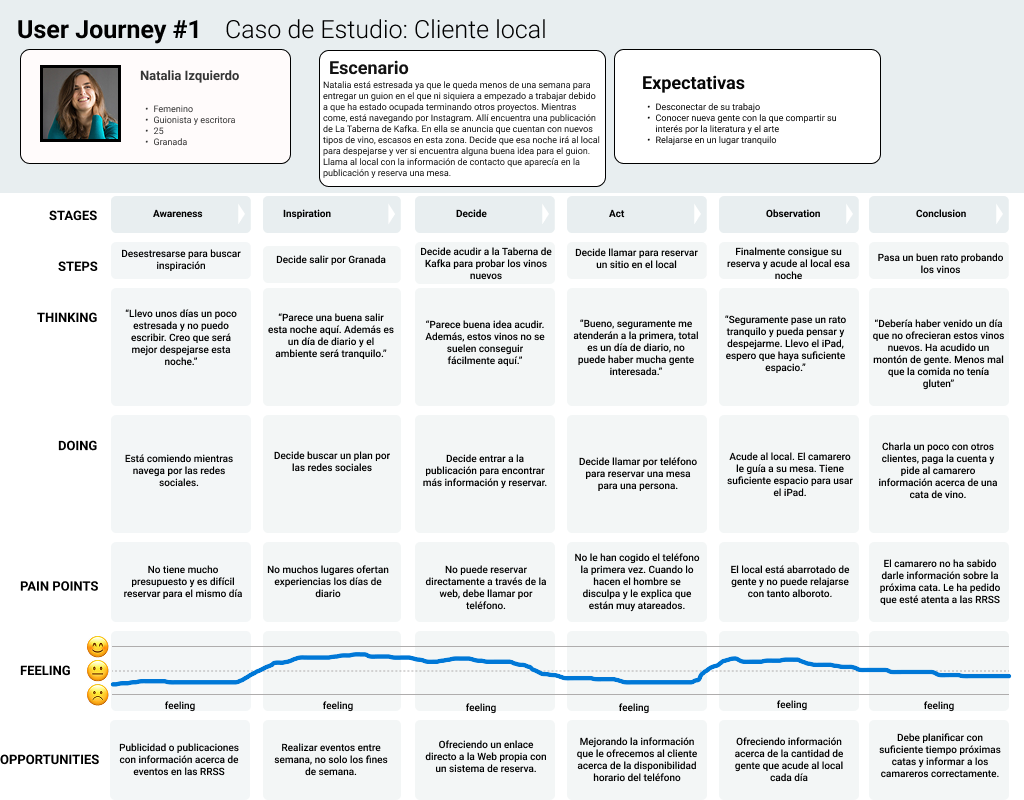 User Journey #1 Caso de Estudio: Cliente local
Natalia Izquierdo
• Femenino
• Guionista y escritora
• 25
• Granada
Escenario
Natalia está estresada ya que le queda menos de una semana para
entregar un guion en el que ni siquiera a empezado a trabajar debido
a que ha estado ocupada terminando otros proyectos. Mientras
come, está navegando por Instagram. Allí encuentra una publicación
de La Taberna de Kafka. En ella se anuncia que cuentan con nuevos
tipos de vino, escasos en esta zona. Decide que esa noche irá al local
para despejarse y ver si encuentra alguna buena idea para el guion.
Llama al local con la información de contacto que aparecía en la
publicación y reserva una mesa.
Expectativas
• Desconectar de su trabajo
• Conocer nueva gente con la que compartir su
interés por la literatura y el arte
• Relajarse en un lugar tranquilo
STAGES
Awareness
Inspiration
Decide
Act
Observation
Conclusion
STEPS
Desestresarse para buscar
inspiración
Decide salir por Granada
Decide acudir a la Taberna de
Kafka para probar los vinos
nuevos
Decide llamar para reservar
un sitio en el local
Finalmente consigue su
reserva y acude al local esa
noche
Pasa un buen rato probando
los vinos
THINKING
“Llevo unos días un poco
estresada y no puedo
escribir. Creo que será
mejor despejarse esta
noche.”
“Parece una buena salir
esta noche aquí. Además es
un día de diario y el
ambiente será tranquilo.”
“Parece buena idea acudir.
Además, estos vinos no se
suelen conseguir
fácilmente aquí.”
“Bueno, seguramente me
atenderán a la primera, total
es un día de diario, no
puede haber mucha gente
interesada.”
“Seguramente pase un rato
tranquilo y pueda pensar y
despejarme. Llevo el iPad,
espero que haya suficiente
espacio.”
“Debería haber venido un día
que no ofrecieran estos vinos
nuevos. Ha acudido un
montón de gente. Menos mal
que la comida no tenía
gluten”
DOING
Está comiendo mientras
navega por las redes
sociales.
Decide buscar un plan por
las redes sociales
Decide entrar a la
publicación para encontrar
más información y reservar.
Decide llamar por teléfono
para reservar una mesa
para una persona.
Acude al local. El camarero
le guía a su mesa. Tiene
suficiente espacio para usar
el iPad.
Charla un poco con otros
clientes, paga la cuenta y
pide al camarero
información acerca de una
cata de vino.
PAIN POINTS
No tiene mucho
presupuesto y es difícil
reservar para el mismo día
No muchos lugares ofertan
experiencias los días de
diario
No puede reservar
directamente a través de la
web, debe llamar por
teléfono.
No le han cogido el teléfono
la primera vez. Cuando lo
hacen el hombre se
disculpa y le explica que
están muy atareados.
El local está abarrotado de
gente y no puede relajarse
con tanto alboroto.
El camarero no ha sabido
darle información sobre la
próxima cata. Le ha pedido
que esté atenta a las RRSS
FEELING
feeling
feeling
feeling
feeling
feeling
feeling
OPPORTUNITIES
Publicidad o publicaciones
con información acerca de
eventos en las RRSS
Realizar eventos entre
semana, no solo los fines
de semana.
Ofreciendo un enlace
directo a la Web propia con
un sistema de reserva.
Mejorando la información
que le ofrecemos al cliente
acerca de la disponibilidad
horario del teléfono
Ofreciendo información
acerca de la cantidad de
gente que acude al local
cada día
Debe planificar con
suficiente tiempo próximas
catas y informar a los
camareros correctamente.